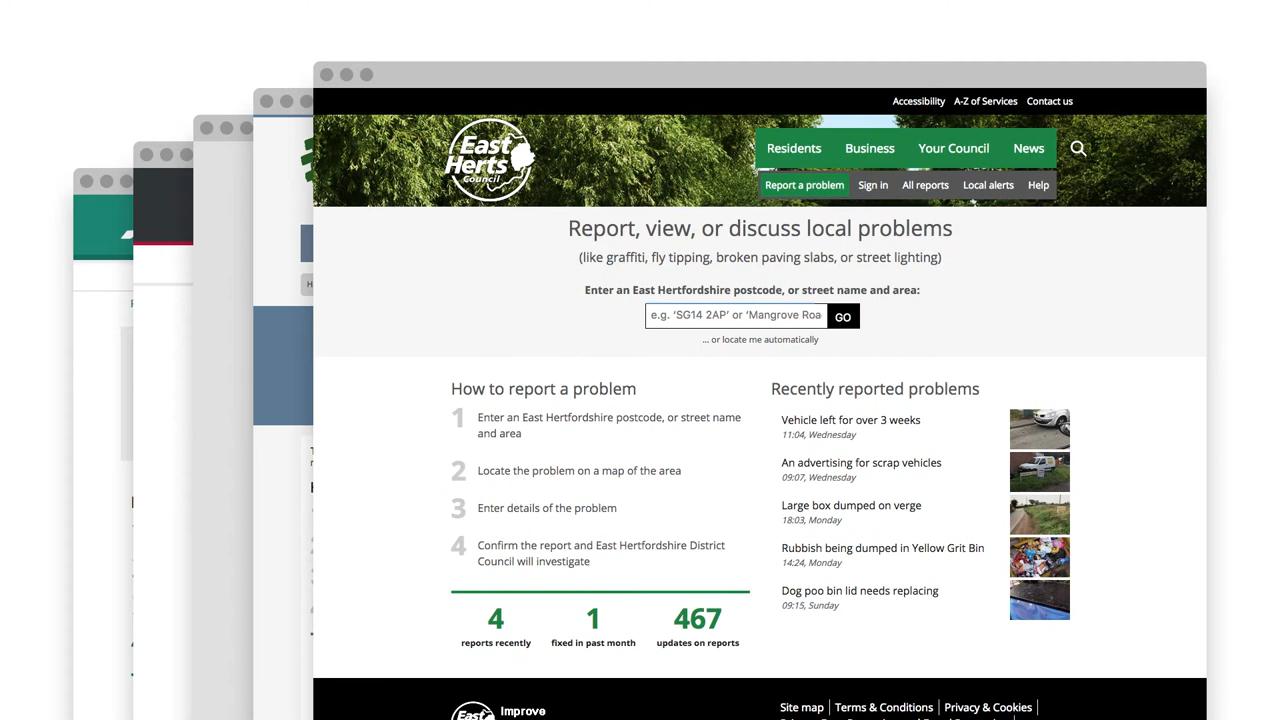 Accessibility A-Z of Services Contact us
East
Herts
Council
Residents Business Your Council News
Report a problem Sign in All reports Local alerts Help
Report, view, or discuss local problems
(like graffiti, fly tipping, broken paving slabs, or street lighting)
Enter an East Hertfordshire postcode, or street name and area:
e.g. ‘SG14 2AP’ or ‘Mangrove Roa
GO
... or locate me automatically
How to report a problem
1 Enter an East Hertfordshire postcode, or street name
and area
2 Locate the problem on a map of the area
3 Enter details of the problem
4 Confirm the report and East Hertfordshire District
Council will investigate
4 1 467
reports recently fixed in past month updates on reports
Recently reported problems
Vehicle left for over 3 weeks
11:04, Wednesday
An advertising for scrap vehicles
09:07, Wednesday
Large box dumped on verge
18:03, Monday
Rubbish being dumped in Yellow Grit Bin
14:24, Monday
Dog poo bin lid needs replacing
09:15, Sunday
East
Improve
Site map Terms & Conditions Privacy & Cookies